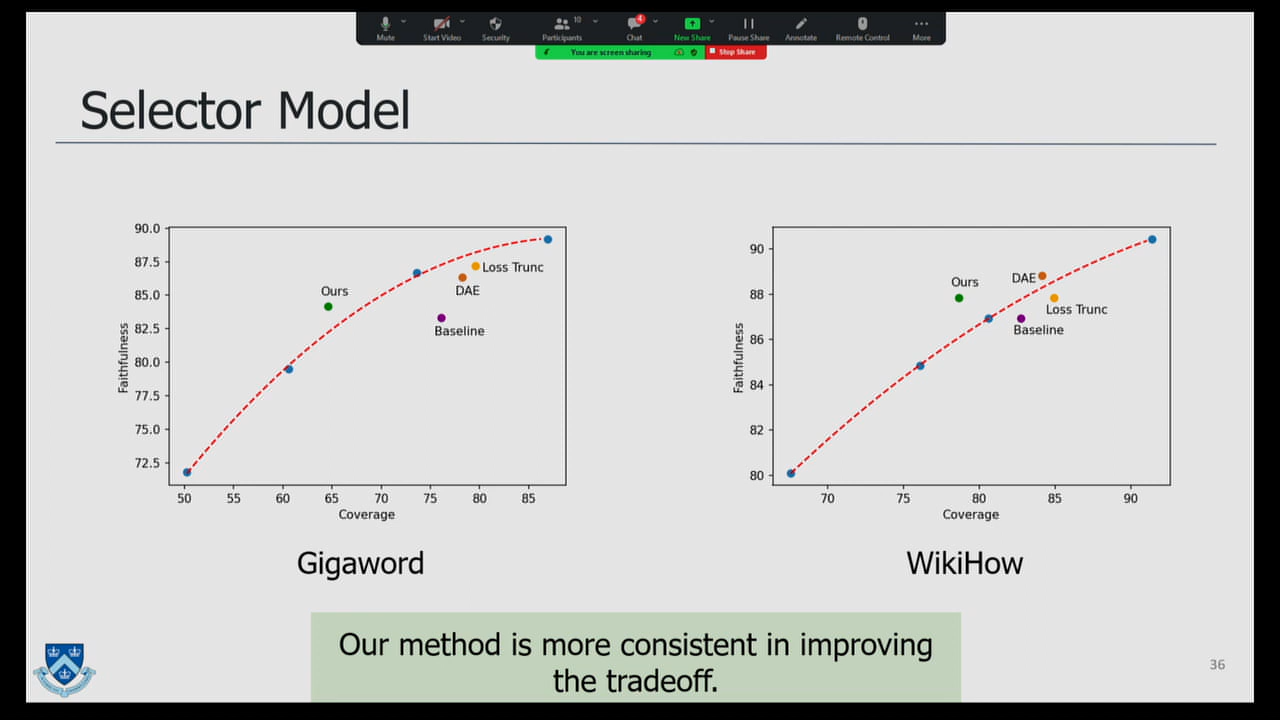 Mute
Start Video
Security
Participants
10
Chat
4
New Share
Pause Share
Annotate
Remote Control
More
You are screen sharing
Stop Share
Selector Model
90.0
87.5
85.0
82.5
80.0
77.5
75.0
72.5
Faithfulness
Ours
Loss Trunc
DAE
Baseline
50 55 60 65 70 75 80 85
Coverage
Gigaword
90
88
86
84
82
80
Faithfulness
Ours
DAE
Loss Trunc
Baseline
70 75 80 85 90
Coverage
WikiHow
Our method is more consistent in improving
the tradeoff.
36